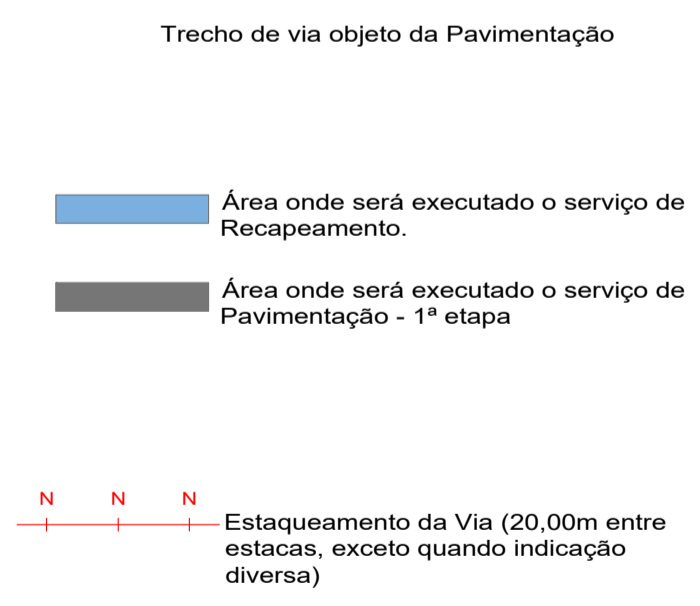 Trecho de via objeto da Pavimentação
Área onde será executado o serviço de
Recapeamento.
Área onde será executado o serviço de
Pavimentação - 1ª etapa
N N N
Estaqueamento da Via (20,00m entre
estacas, exceto quando indicação
diversa)